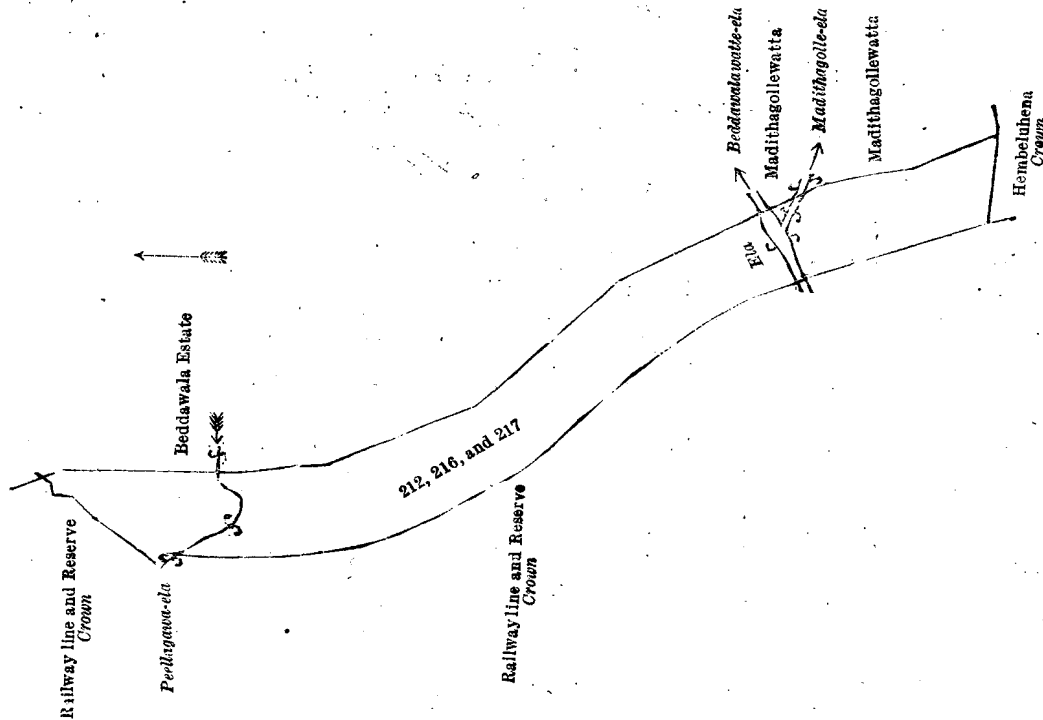 Railway line and Reserve
Crown
Peellagawa-ela
Beddawala Estate
212, 216, and 217
Railway line and Reserve
Crown
Ela
Beddawalawatte-ela
Madithagollewatta
Madithagolle-ela
Madithagollewatta
Hembeluhena
Crown